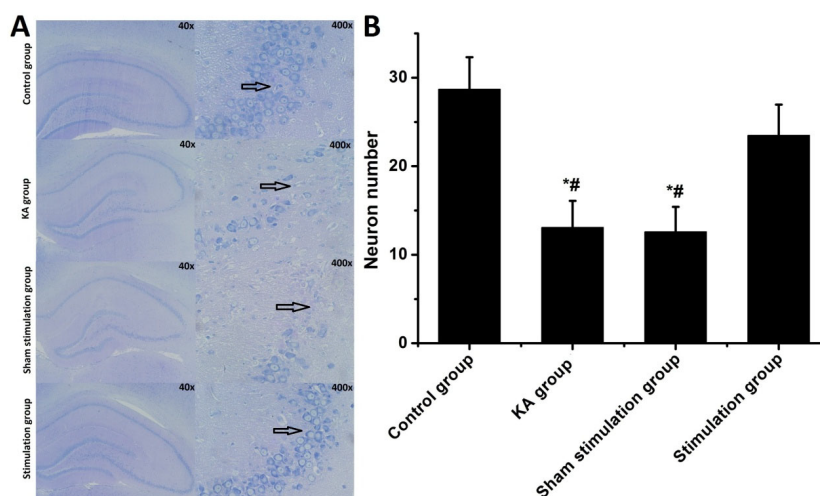 A
Control group
40x
400x
KA group
40x
400x
Sham stimulation group
40x
400x
Stimulation group
40x
400x
B
Neuron number
30
20
10
0
*#
*#
Control group
KA group
Sham stimulation group
Stimulation group